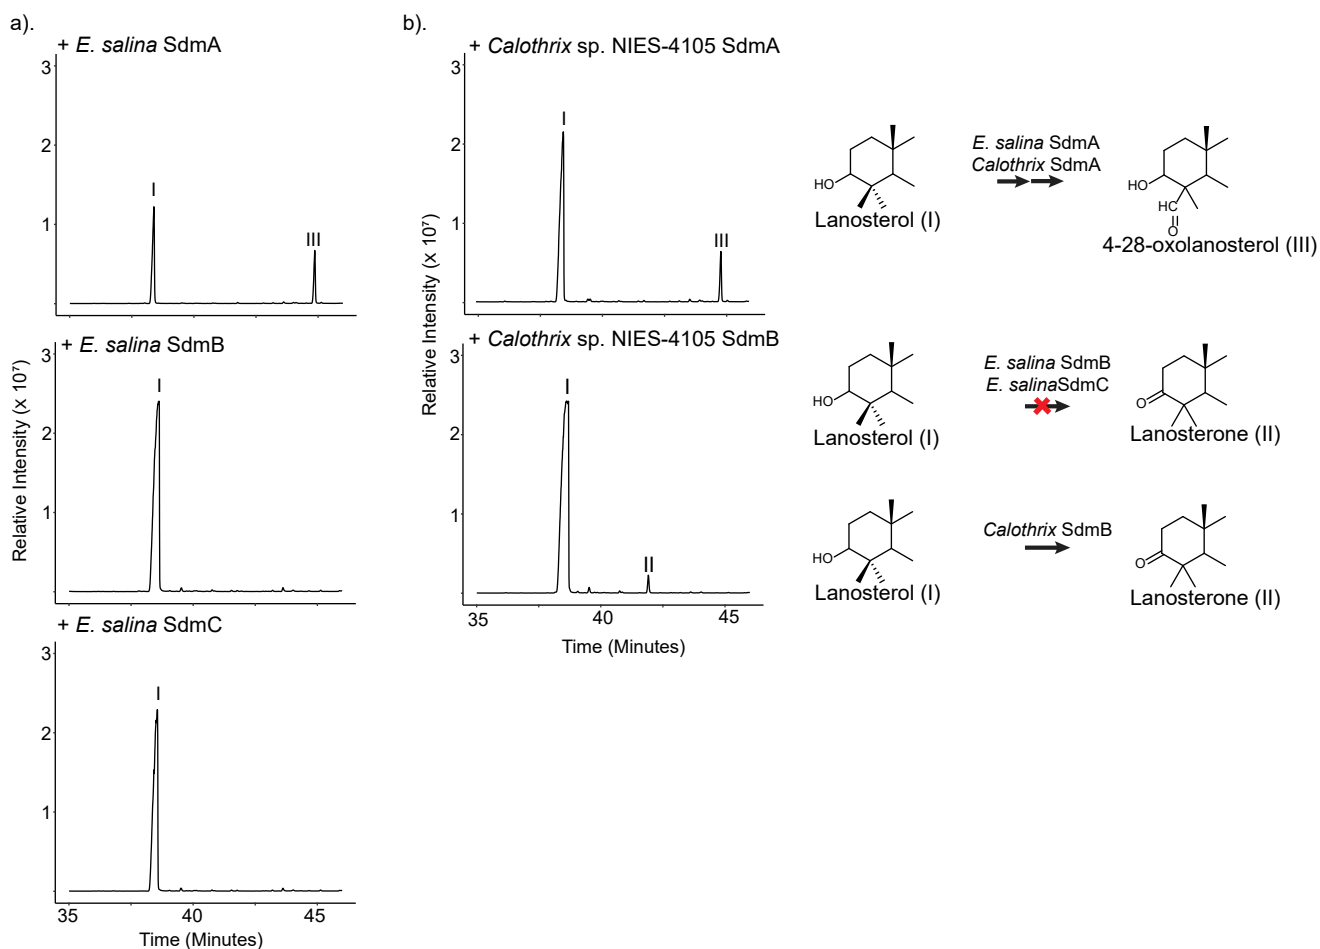 a).
+ E. salina SdmA
3
2
1
I
III
+ E. salina SdmB
3
2
1
I
+ E. salina SdmC
3
2
1
I
35
40
45
Time (Minutes)
Relative Intensity (x 10⁷)
b).
+ Calothrix sp. NIES-4105 SdmA
3
2
1
I
III
+ Calothrix sp. NIES-4105 SdmB
3
2
1
I
II
35
40
45
Time (Minutes)
Relative Intensity (x 10⁷)
HO
Lanosterol (I)
E. salina SdmA
Calothrix SdmA
HO
HC
O
4-28-oxolanosterol (III)
HO
Lanosterol (I)
E. salina SdmB
E. salinaSdmC
O
Lanosterone (II)
HO
Lanosterol (I)
Calothrix SdmB
O
Lanosterone (II)